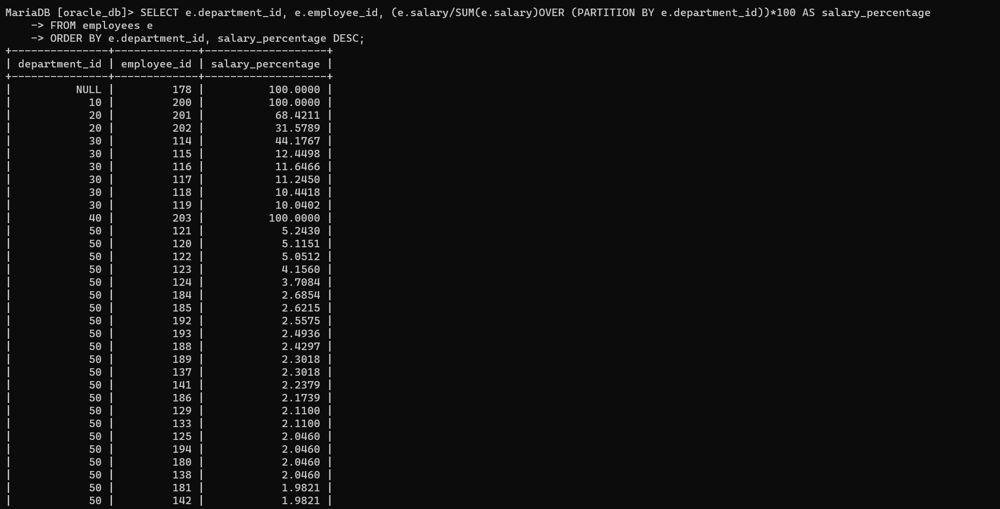 MariaDB [oracle_db]> SELECT e.department_id, e.employee_id, (e.salary/SUM(e.salary)OVER (PARTITION BY e.department_id))*100 AS salary_percentage
    -> FROM employees e
    -> ORDER BY e.department_id, salary_percentage DESC;
+---------------+-------------+-------------------+
| department_id | employee_id | salary_percentage |
+---------------+-------------+-------------------+
|          NULL |         178 |          100.0000 |
|            10 |         200 |          100.0000 |
|            20 |         201 |           68.4211 |
|            20 |         202 |           31.5789 |
|            30 |         114 |           44.1767 |
|            30 |         115 |           12.4498 |
|            30 |         116 |           11.6466 |
|            30 |         117 |           11.2450 |
|            30 |         118 |           10.4418 |
|            30 |         119 |           10.0402 |
|            40 |         203 |          100.0000 |
|            50 |         121 |            5.2430 |
|            50 |         120 |            5.1151 |
|            50 |         122 |            5.0512 |
|            50 |         123 |            4.1560 |
|            50 |         124 |            3.7084 |
|            50 |         184 |            2.6854 |
|            50 |         185 |            2.6215 |
|            50 |         192 |            2.5575 |
|            50 |         193 |            2.4936 |
|            50 |         188 |            2.4297 |
|            50 |         189 |            2.3018 |
|            50 |         137 |            2.3018 |
|            50 |         141 |            2.2379 |
|            50 |         186 |            2.1739 |
|            50 |         129 |            2.1100 |
|            50 |         133 |            2.1100 |
|            50 |         125 |            2.0460 |
|            50 |         194 |            2.0460 |
|            50 |         180 |            2.0460 |
|            50 |         138 |            2.0460 |
|            50 |         181 |            1.9821 |
|            50 |         142 |            1.9821 |